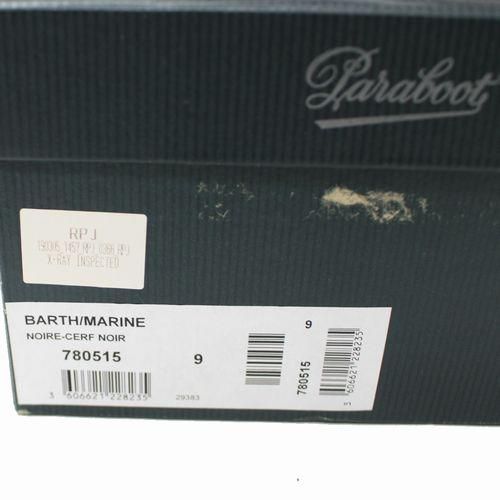 Paraboot
RPJ
X-RAY INSPECTED
BARTH/MARINE
NOIRE-CERF NOIR
780515
9
3 606621 228235
29383
9
780515
3 606621 228235